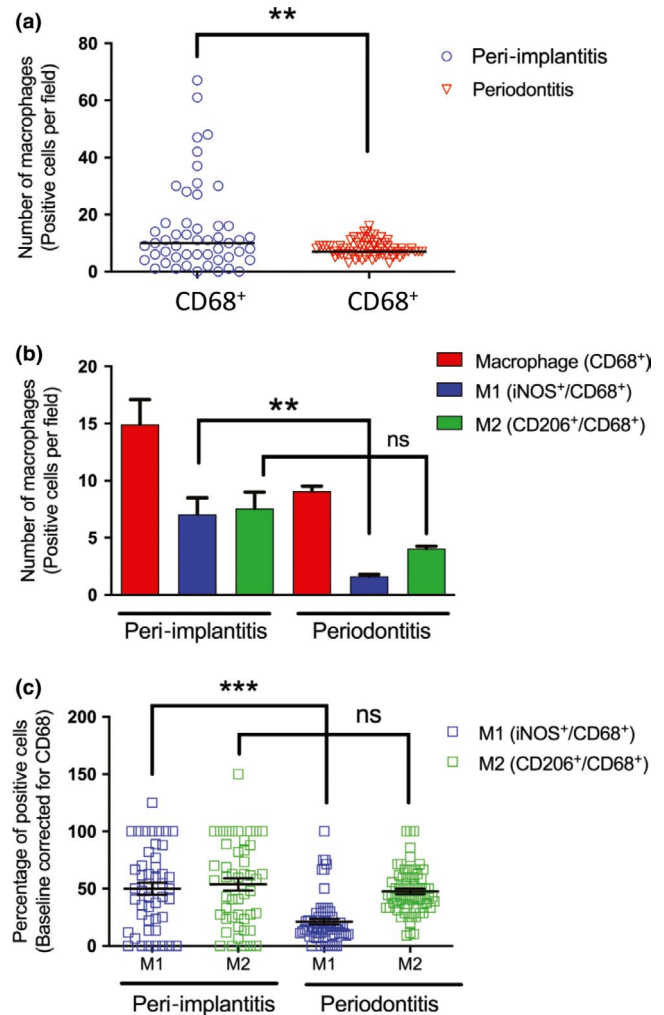 (a)
**
80
60
40
20
0
Number of macrophages
(Positive cells per field)
CD68⁺
CD68⁺
Peri-implantitis
Periodontitis
(b)
20
15
10
5
0
Number of macrophages
(Positive cells per field)
**
ns
Peri-implantitis
Periodontitis
Macrophage (CD68⁺)
M1 (iNOS⁺/CD68⁺)
M2 (CD206⁺/CD68⁺)
(c)
200
150
100
50
0
Percentage of positive cells
(Baseline corrected for CD68)
***
ns
M1
M2
M1
M2
Peri-implantitis
Periodontitis
M1 (iNOS⁺/CD68⁺)
M2 (CD206⁺/CD68⁺)